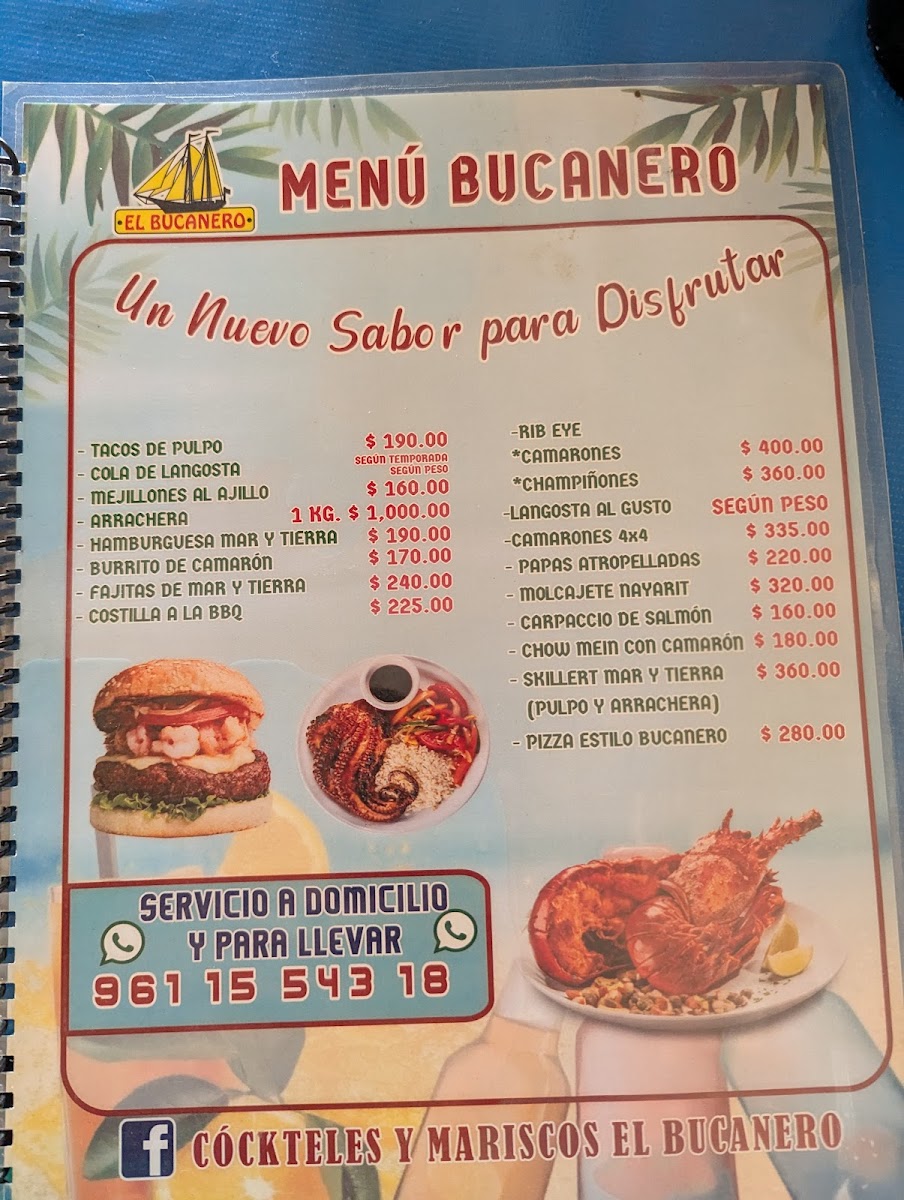 EL BUCANERO
MENÚ BUCANERO
Un Nuevo Sabor para Disfrutar
- TACOS DE PULPO $ 190.00
- COLA DE LANGOSTA SEGÚN TEMPORADA
SEGÚN PESO
- MEJILLONES AL AJILLO $ 160.00
- ARRACHERA 1 KG. $ 1,000.00
- HAMBURGUESA MAR Y TIERRA $ 190.00
- BURRITO DE CAMARÓN $ 170.00
- FAJITAS DE MAR Y TIERRA $ 240.00
- COSTILLA A LA BBQ $ 225.00
-RIB EYE
*CAMARONES $ 400.00
*CHAMPIÑONES $ 360.00
-LANGOSTA AL GUSTO SEGÚN PESO
-CAMARONES 4x4 $ 335.00
- PAPAS ATROPELLADAS $ 220.00
- MOLCAJETE NAYARIT $ 320.00
- CARPACCIO DE SALMÓN $ 160.00
- CHOW MEIN CON CAMARÓN $ 180.00
- SKILLERT MAR Y TIERRA $ 360.00
(PULPO Y ARRACHERA)
- PIZZA ESTILO BUCANERO $ 280.00
SERVICIO A DOMICILIO
Y PARA LLEVAR
961 15 543 18
f CÓCKTELES Y MARISCOS EL BUCANERO